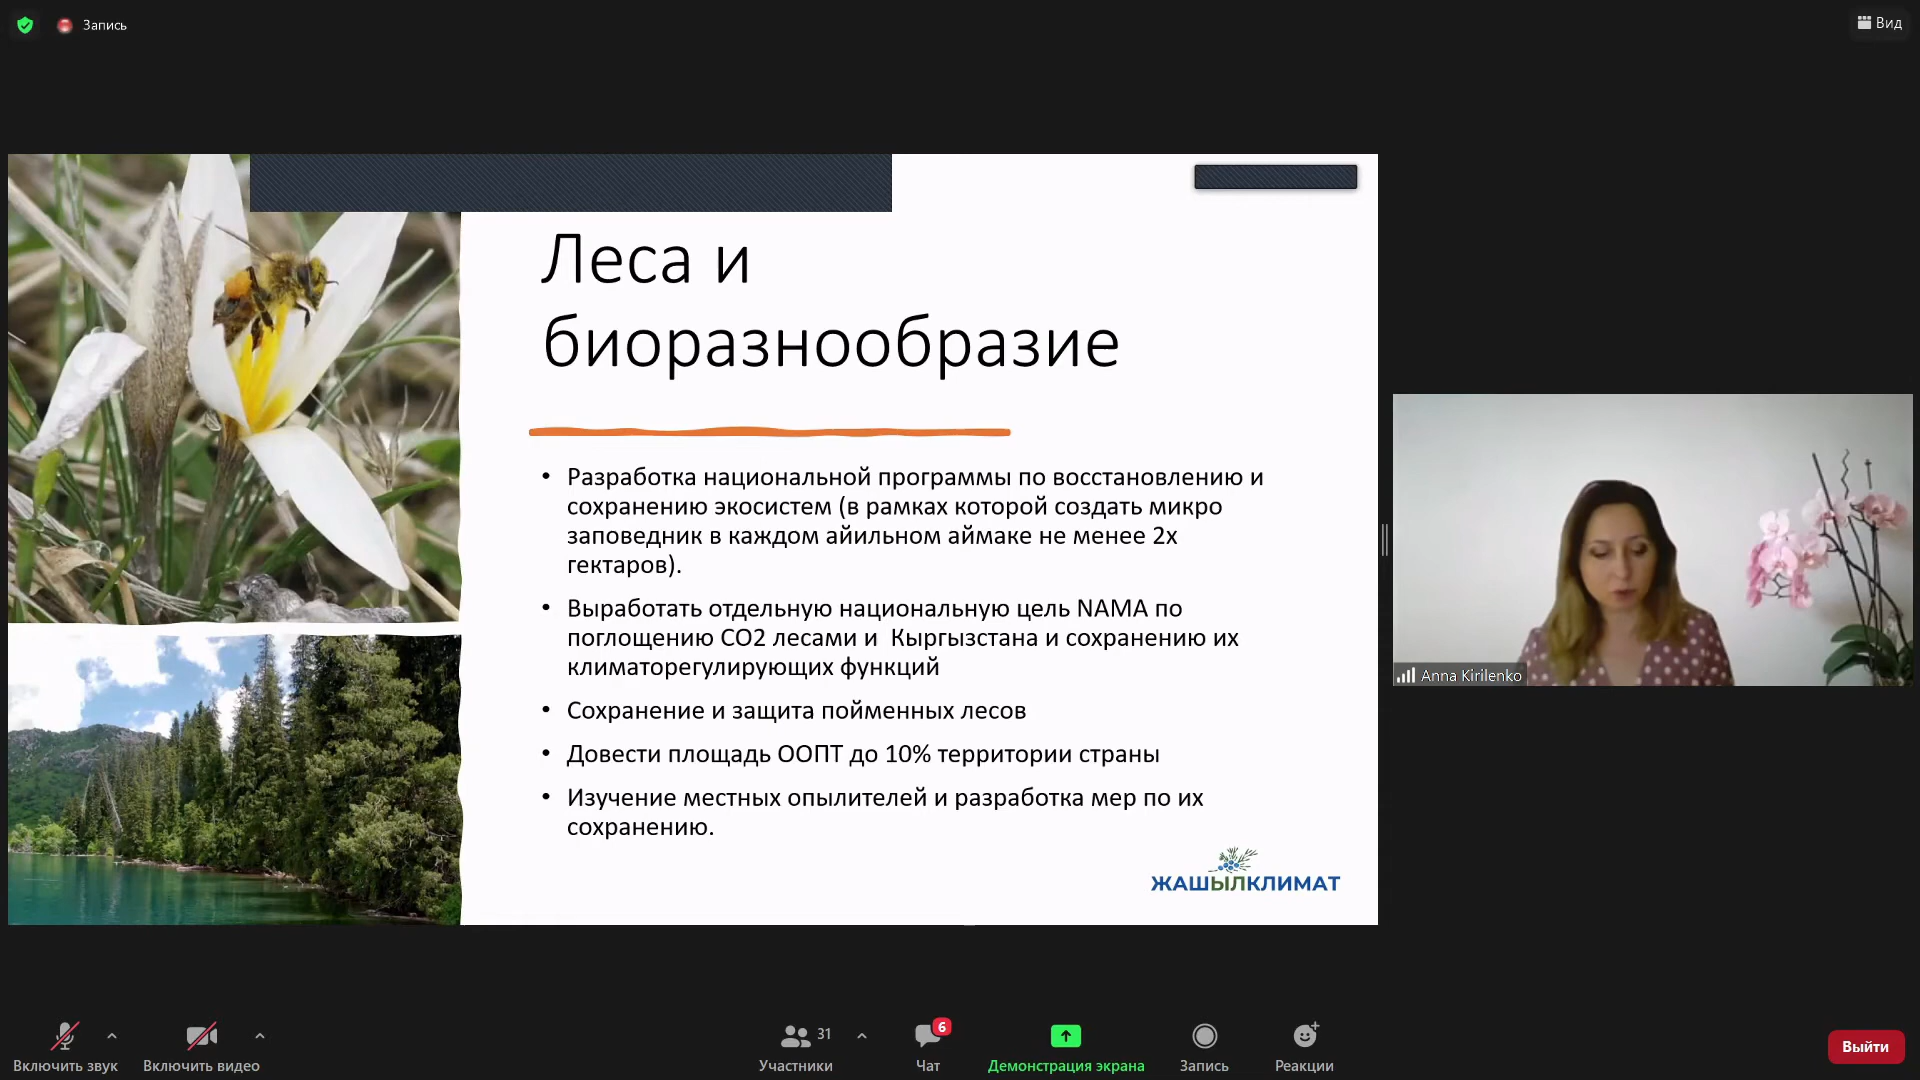 Запись
Вид
Леса и
биоразнообразие
• Разработка национальной программы по восстановлению и
сохранению экосистем (в рамках которой создать микро
заповедник в каждом айильном аймаке не менее 2х
гектаров).
• Выработать отдельную национальную цель NAMA по
поглощению СО2 лесами и  Кыргызстана и сохранению их
климаторегулирующих функций
• Сохранение и защита пойменных лесов
• Довести площадь ООПТ до 10% территории страны
• Изучение местных опылителей и разработка мер по их
сохранению.
ЖАШЫЛКЛИМАТ
Anna Kirilenko
Включить звук
Включить видео
31
Участники
6
Чат
Демонстрация экрана
Запись
Реакции
Выйти